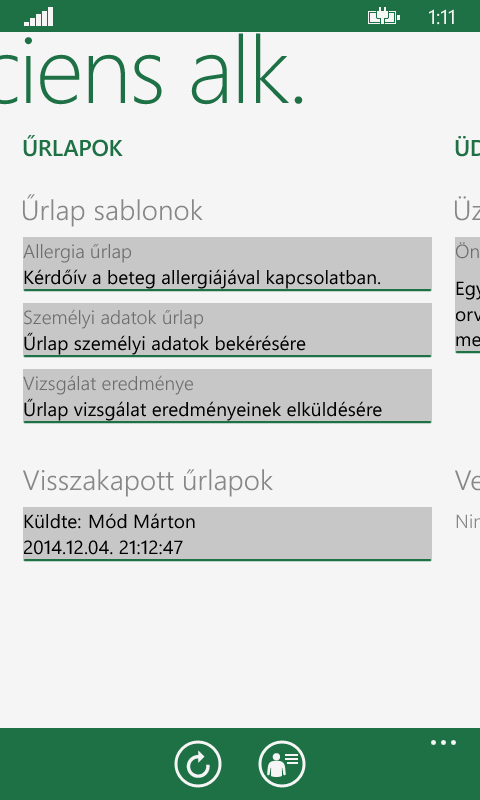 1:11
ciens alk.
ŰRLAPOK
ÜD
Űrlap sablonok
Üz
Allergia űrlap
Kérdőív a beteg allergiájával kapcsolatban.
Személyi adatok űrlap
Űrlap személyi adatok bekérésére
Vizsgálat eredménye
Űrlap vizsgálat eredményeinek elküldésére
Ön
Egy
orv
me
Visszakapott űrlapok
Ve
Küldte: Mód Márton
2014.12.04. 21:12:47
Nin